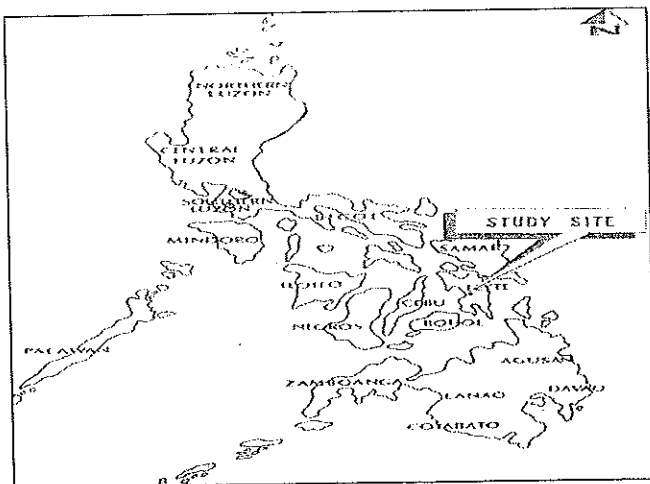 N
NORTHERN
LUZON
CENTRAL
LUZON
SOUTHERN
LUZON
BICOL
STUDY SITE
MINDORO
SAMAR
LEYTE
ILOILO
CEBU
NEGROS
BOHOL
PALAWAN
AGUSAN
ZAMBOANGA
LANAO
DAVAO
COTABATO